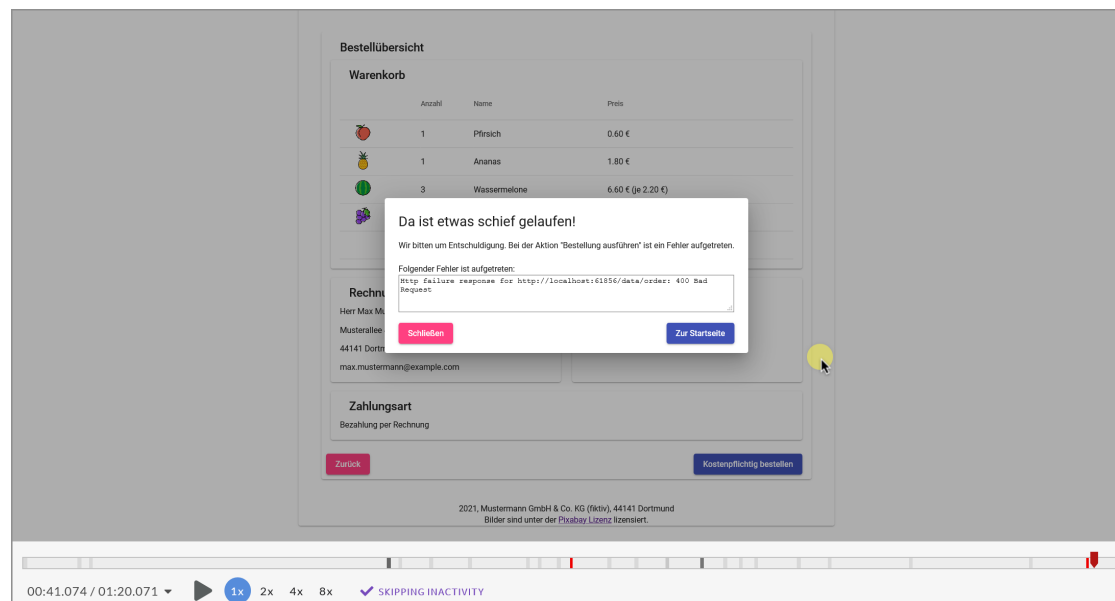 Bestellübersicht
Warenkorb
Anzahl Name Preis
1 Pfirsich 0.60 €
1 Ananas 1.80 €
3 Wassermelone 6.60 € (je 2.20 €)
Da ist etwas schief gelaufen!
Wir bitten um Entschuldigung. Bei der Aktion "Bestellung ausführen" ist ein Fehler aufgetreten.
Folgender Fehler ist aufgetreten:
Http failure response for http://localhost:61856/data/order: 400 Bad
Request
Schließen Zur Startseite
Rechnu
Herr Max Mu
Musterallee
44141 Dortm
max.mustermann@example.com
Zahlungsart
Bezahlung per Rechnung
Zurück Kostenpflichtig bestellen
2021, Mustermann GmbH & Co. KG (fiktiv), 44141 Dortmund
Bilder sind unter der Pixabay Lizenz lizensiert.
00:41.074 / 01:20.071 1x 2x 4x 8x SKIPPING INACTIVITY